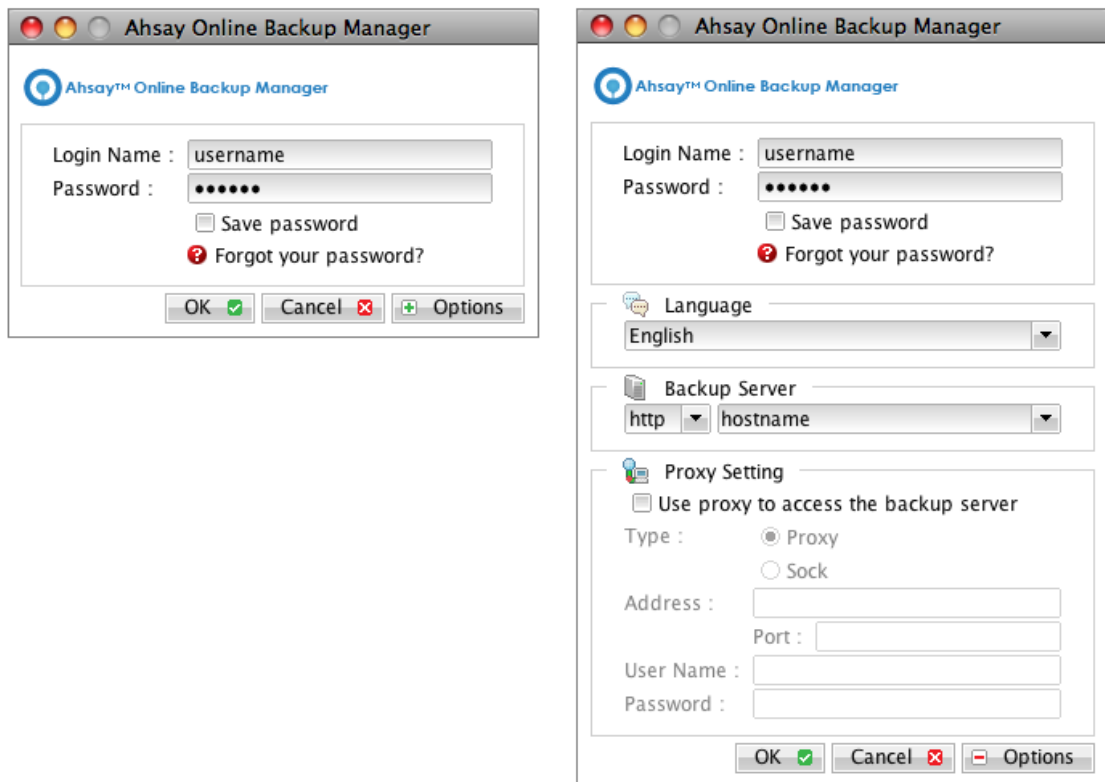 Ahsay Online Backup Manager
Ahsay™ Online Backup Manager
Login Name : username
Password : ••••••
Save password
Forgot your password?
OK Cancel Options
Ahsay Online Backup Manager
Ahsay™ Online Backup Manager
Login Name : username
Password : ••••••
Save password
Forgot your password?
Language
English
Backup Server
http hostname
Proxy Setting
Use proxy to access the backup server
Type : Proxy
Sock
Address :
Port :
User Name :
Password :
OK Cancel Options